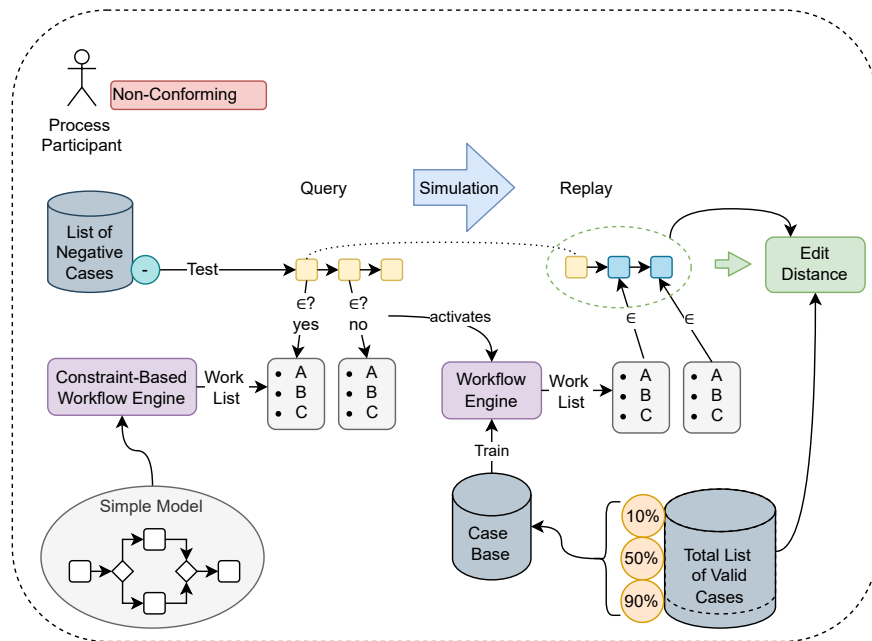 Non-Conforming
Process
Participant
Query
Simulation
Replay
List of
Negative
Cases
-
Test
Edit
Distance
∈?
yes
∈?
no
activates
∈
∈
Constraint-Based
Workflow Engine
Work
List
• A
• B
• C
• A
• B
• C
Workflow
Engine
Work
List
• A
• B
• C
• A
• B
• C
Train
Simple Model
Case
Base
10%
50%
90%
Total List
of Valid
Cases